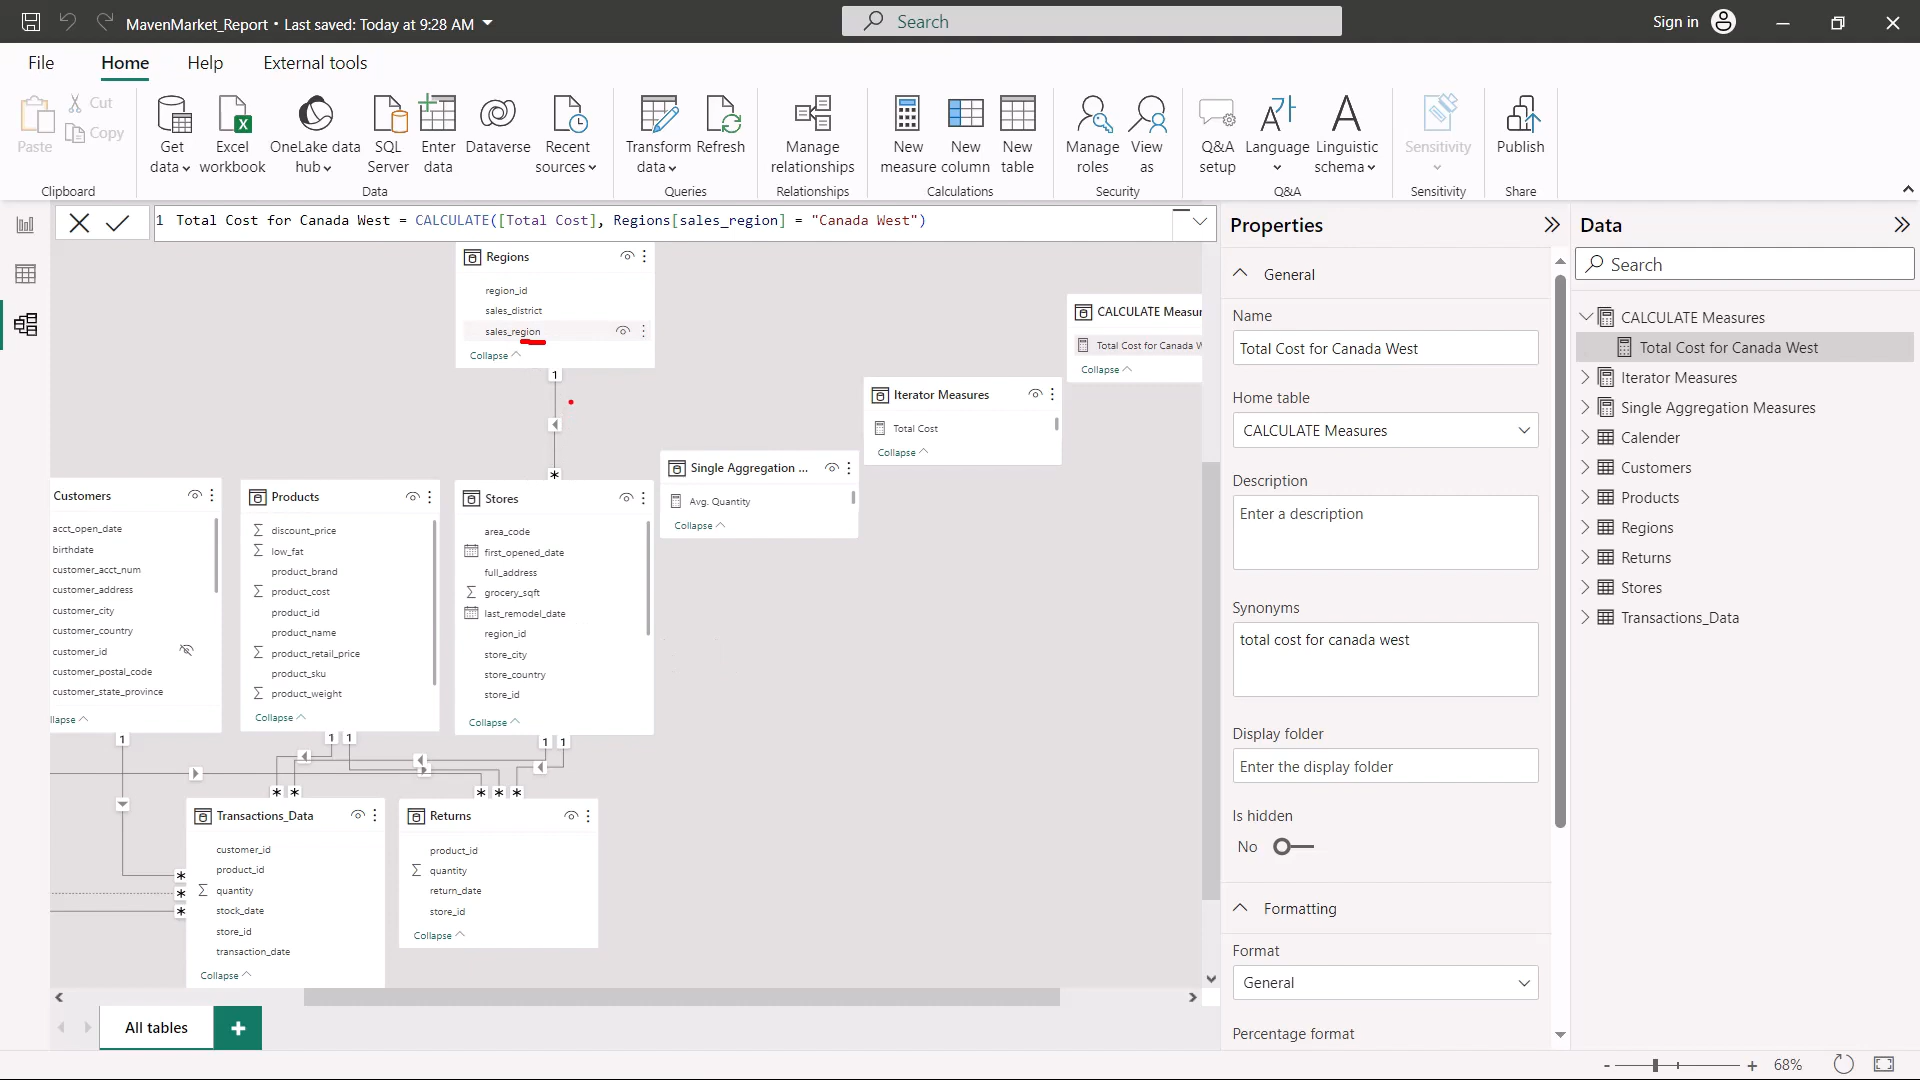 MavenMarket_Report • Last saved: Today at 9:28 AM
Search
Sign in
File
Home
Help
External tools
Paste
Cut
Copy
Clipboard
Get data
Excel workbook
OneLake data hub
SQL Server
Enter data
Dataverse
Recent sources
Data
Transform data
Refresh
Queries
Manage relationships
Relationships
New measure
New column
New table
Calculations
Manage roles
View as
Security
Q&A setup
Language
Linguistic schema
Q&A
Sensitivity
Sensitivity
Publish
Share
1 Total Cost for Canada West = CALCULATE([Total Cost], Regions[sales_region] = "Canada West")
Regions
region_id
sales_district
sales_region
Collapse
1
*
CALCULATE Measur
Total Cost for Canada W
Collapse
Iterator Measures
Total Cost
Collapse
Single Aggregation ...
Avg. Quantity
Collapse
Customers
acct_open_date
birthdate
customer_acct_num
customer_address
customer_city
customer_country
customer_id
customer_postal_code
customer_state_province
llapse
Products
discount_price
low_fat
product_brand
product_cost
product_id
product_name
product_retail_price
product_sku
product_weight
Collapse
Stores
area_code
first_opened_date
full_address
grocery_sqft
last_remodel_date
region_id
store_city
store_country
store_id
Collapse
1
1 1
1 1
* *
* * *
*
*
*
Transactions_Data
customer_id
product_id
quantity
stock_date
store_id
transaction_date
Collapse
Returns
product_id
quantity
return_date
store_id
Collapse
All tables
+
Properties
General
Name
Total Cost for Canada West
Home table
CALCULATE Measures
Description
Enter a description
Synonyms
total cost for canada west
Display folder
Enter the display folder
Is hidden
No
Formatting
Format
General
Percentage format
Data
Search
CALCULATE Measures
Total Cost for Canada West
Iterator Measures
Single Aggregation Measures
Calender
Customers
Products
Regions
Returns
Stores
Transactions_Data
- + 68%